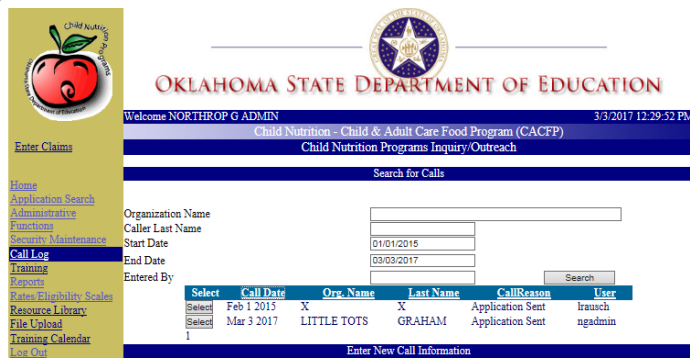 Child Nutrition Programs
Oklahoma State Department of Education
OKLAHOMA STATE DEPARTMENT OF EDUCATION
Welcome NORTHROP G ADMIN 3/3/2017 12:29:52 PM
Child Nutrition - Child & Adult Care Food Program (CACFP)
Enter Claims
Child Nutrition Programs Inquiry/Outreach
Search for Calls
Home
Application Search
Administrative
Functions
Security Maintenance
Call Log
Training
Reports
Rates/Eligibility Scales
Resource Library
File Upload
Training Calendar
Log Out
Organization Name
Caller Last Name
Start Date 01/01/2015
End Date 03/03/2017
Entered By Search
Select Call Date Org. Name Last Name CallReason User
Select Feb 1 2015 X X Application Sent lrausch
Select Mar 3 2017 LITTLE TOTS GRAHAM Application Sent ngadmin
1
Enter New Call Information